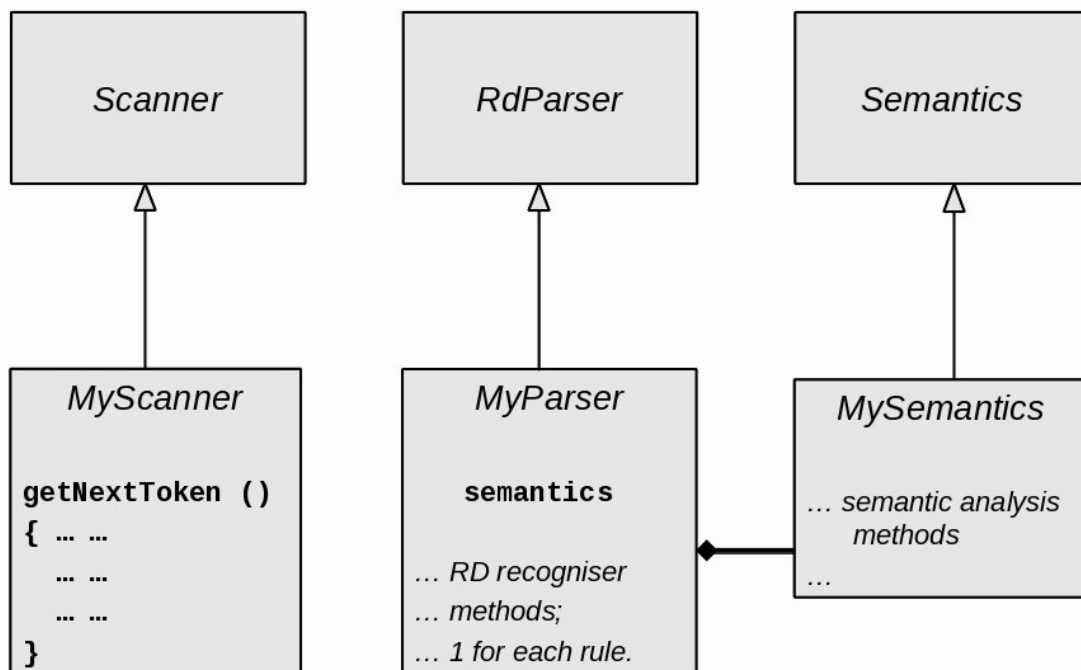 Scanner
RdParser
Semantics
MyScanner
getNextToken ()
{ … …
… …
… …
}
MyParser
semantics
… RD recogniser
… methods;
… 1 for each rule.
MySemantics
… semantic analysis
methods
…